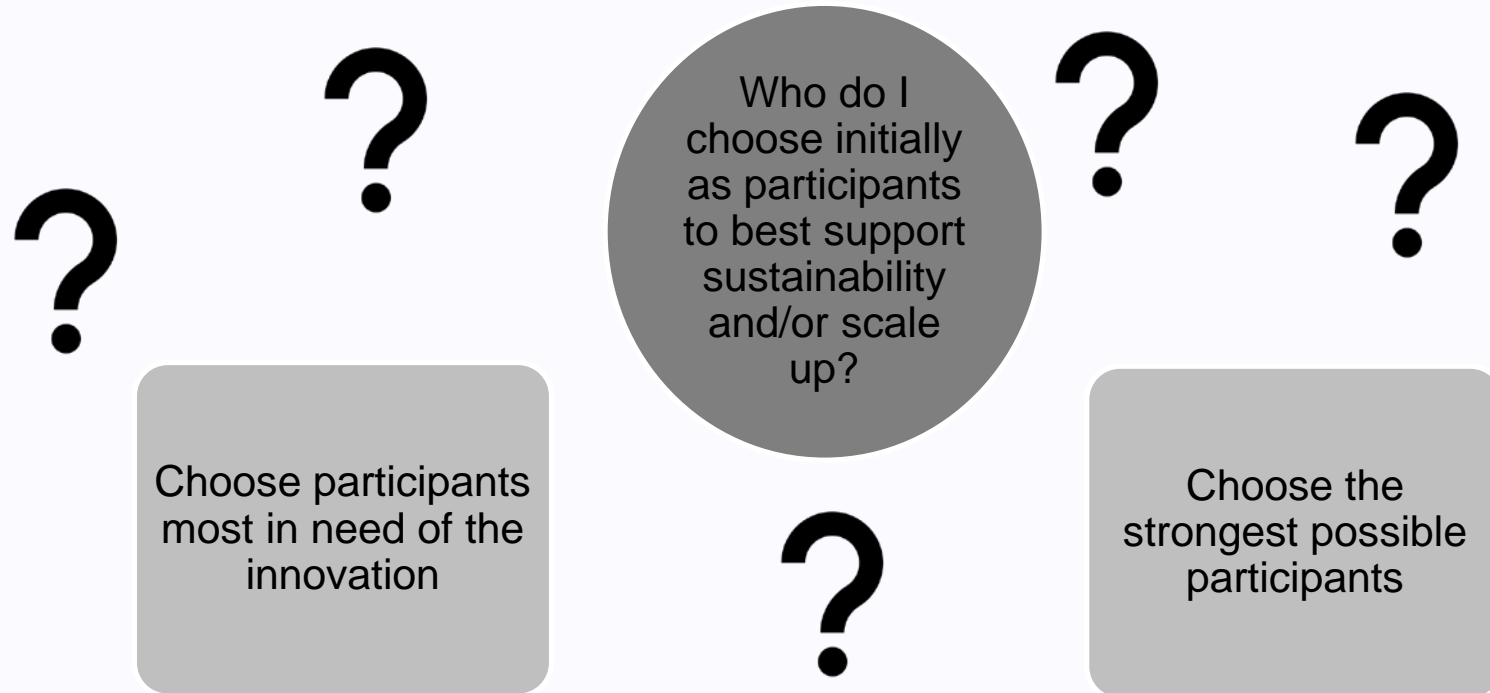 Who do I
choose initially
as participants
to best support
sustainability
and/or scale
up?
Choose participants
most in need of the
innovation
Choose the
strongest possible
participants
?
?
?
?
?